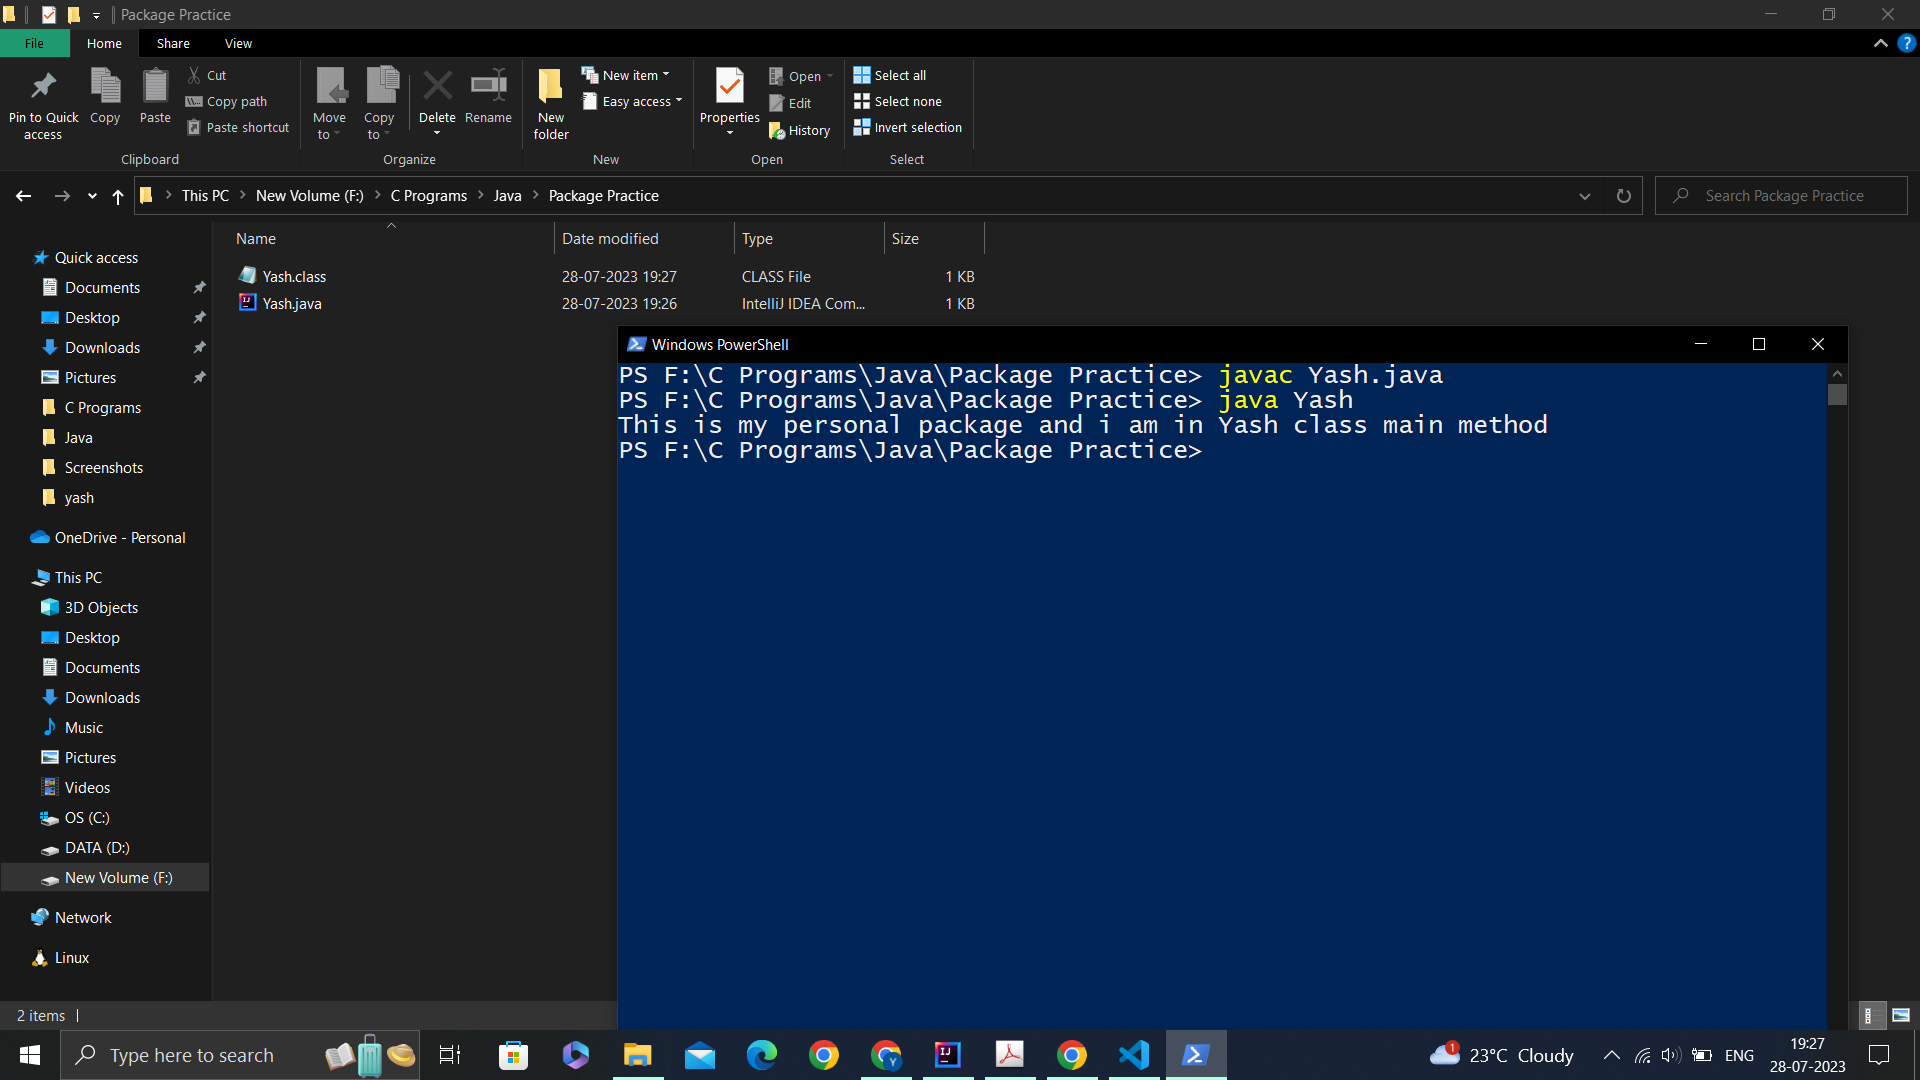 Package Practice
File Home Share View
Pin to Quick access
Copy
Paste
Cut
Copy path
Paste shortcut
Clipboard
Move to
Copy to
Delete
Rename
Organize
New folder
New item
Easy access
New
Properties
Open
Edit
History
Open
Select all
Select none
Invert selection
Select
This PC > New Volume (F:) > C Programs > Java > Package Practice
Search Package Practice
Name Date modified Type Size
Yash.class 28-07-2023 19:27 CLASS File 1 KB
Yash.java 28-07-2023 19:26 IntelliJ IDEA Com... 1 KB
Quick access
Documents
Desktop
Downloads
Pictures
C Programs
Java
Screenshots
yash
OneDrive - Personal
This PC
3D Objects
Desktop
Documents
Downloads
Music
Pictures
Videos
OS (C:)
DATA (D:)
New Volume (F:)
Network
Linux
2 items
Windows PowerShell
PS F:\C Programs\Java\Package Practice> javac Yash.java
PS F:\C Programs\Java\Package Practice> java Yash
This is my personal package and i am in Yash class main method
PS F:\C Programs\Java\Package Practice>
Type here to search
1
23°C Cloudy
ENG
19:27
28-07-2023